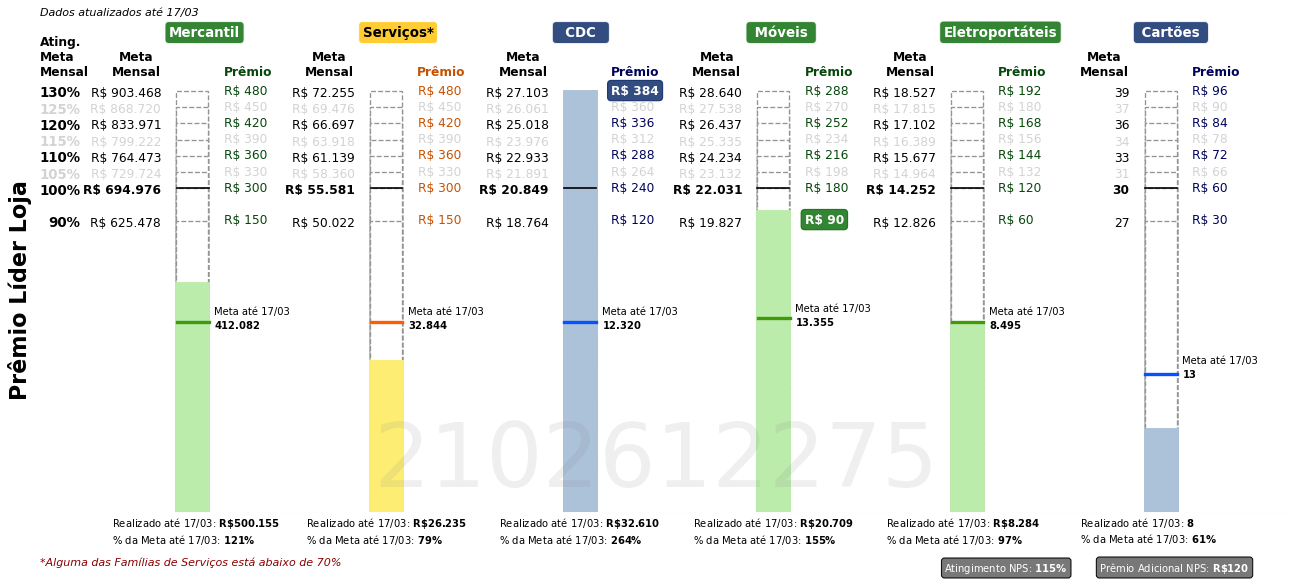 Dados atualizados até 17/03
Mercantil Serviços* CDC Móveis Eletroportáteis Cartões
Ating. Meta Mensal Meta Mensal Prêmio Meta Mensal Prêmio Meta Mensal Prêmio Meta Mensal Prêmio Meta Mensal Prêmio Meta Mensal Prêmio
130% R$ 903.468 R$ 480 R$ 72.255 R$ 480 R$ 27.103 R$ 384 R$ 28.640 R$ 288 R$ 18.527 R$ 192 39 R$ 96
125% R$ 868.720 R$ 450 R$ 69.476 R$ 450 R$ 26.061 R$ 360 R$ 27.538 R$ 270 R$ 17.815 R$ 180 37 R$ 90
120% R$ 833.971 R$ 420 R$ 66.697 R$ 420 R$ 25.018 R$ 336 R$ 26.437 R$ 252 R$ 17.102 R$ 168 36 R$ 84
115% R$ 799.222 R$ 390 R$ 63.918 R$ 390 R$ 23.976 R$ 312 R$ 25.335 R$ 234 R$ 16.389 R$ 156 34 R$ 78
110% R$ 764.473 R$ 360 R$ 61.139 R$ 360 R$ 22.933 R$ 288 R$ 24.234 R$ 216 R$ 15.677 R$ 144 33 R$ 72
105% R$ 729.724 R$ 330 R$ 58.360 R$ 330 R$ 21.891 R$ 264 R$ 23.132 R$ 198 R$ 14.964 R$ 132 31 R$ 66
100% R$ 694.976 R$ 300 R$ 55.581 R$ 300 R$ 20.849 R$ 240 R$ 22.031 R$ 180 R$ 14.252 R$ 120 30 R$ 60
90% R$ 625.478 R$ 150 R$ 50.022 R$ 150 R$ 18.764 R$ 120 R$ 19.827 R$ 90 R$ 12.826 R$ 60 27 R$ 30
Prêmio Líder Loja
Meta até 17/03 Meta até 17/03 Meta até 17/03 Meta até 17/03 Meta até 17/03
412.082 32.844 12.320 13.355 8.495
Meta até 17/03
13
2102612275
Realizado até 17/03: R$500.155 Realizado até 17/03: R$26.235 Realizado até 17/03: R$32.610 Realizado até 17/03: R$20.709 Realizado até 17/03: R$8.284 Realizado até 17/03: 8
% da Meta até 17/03: 121% % da Meta até 17/03: 79% % da Meta até 17/03: 264% % da Meta até 17/03: 155% % da Meta até 17/03: 97% % da Meta até 17/03: 61%
*Alguma das Famílias de Serviços está abaixo de 70%
Atingimento NPS: 115% Prêmio Adicional NPS: R$120